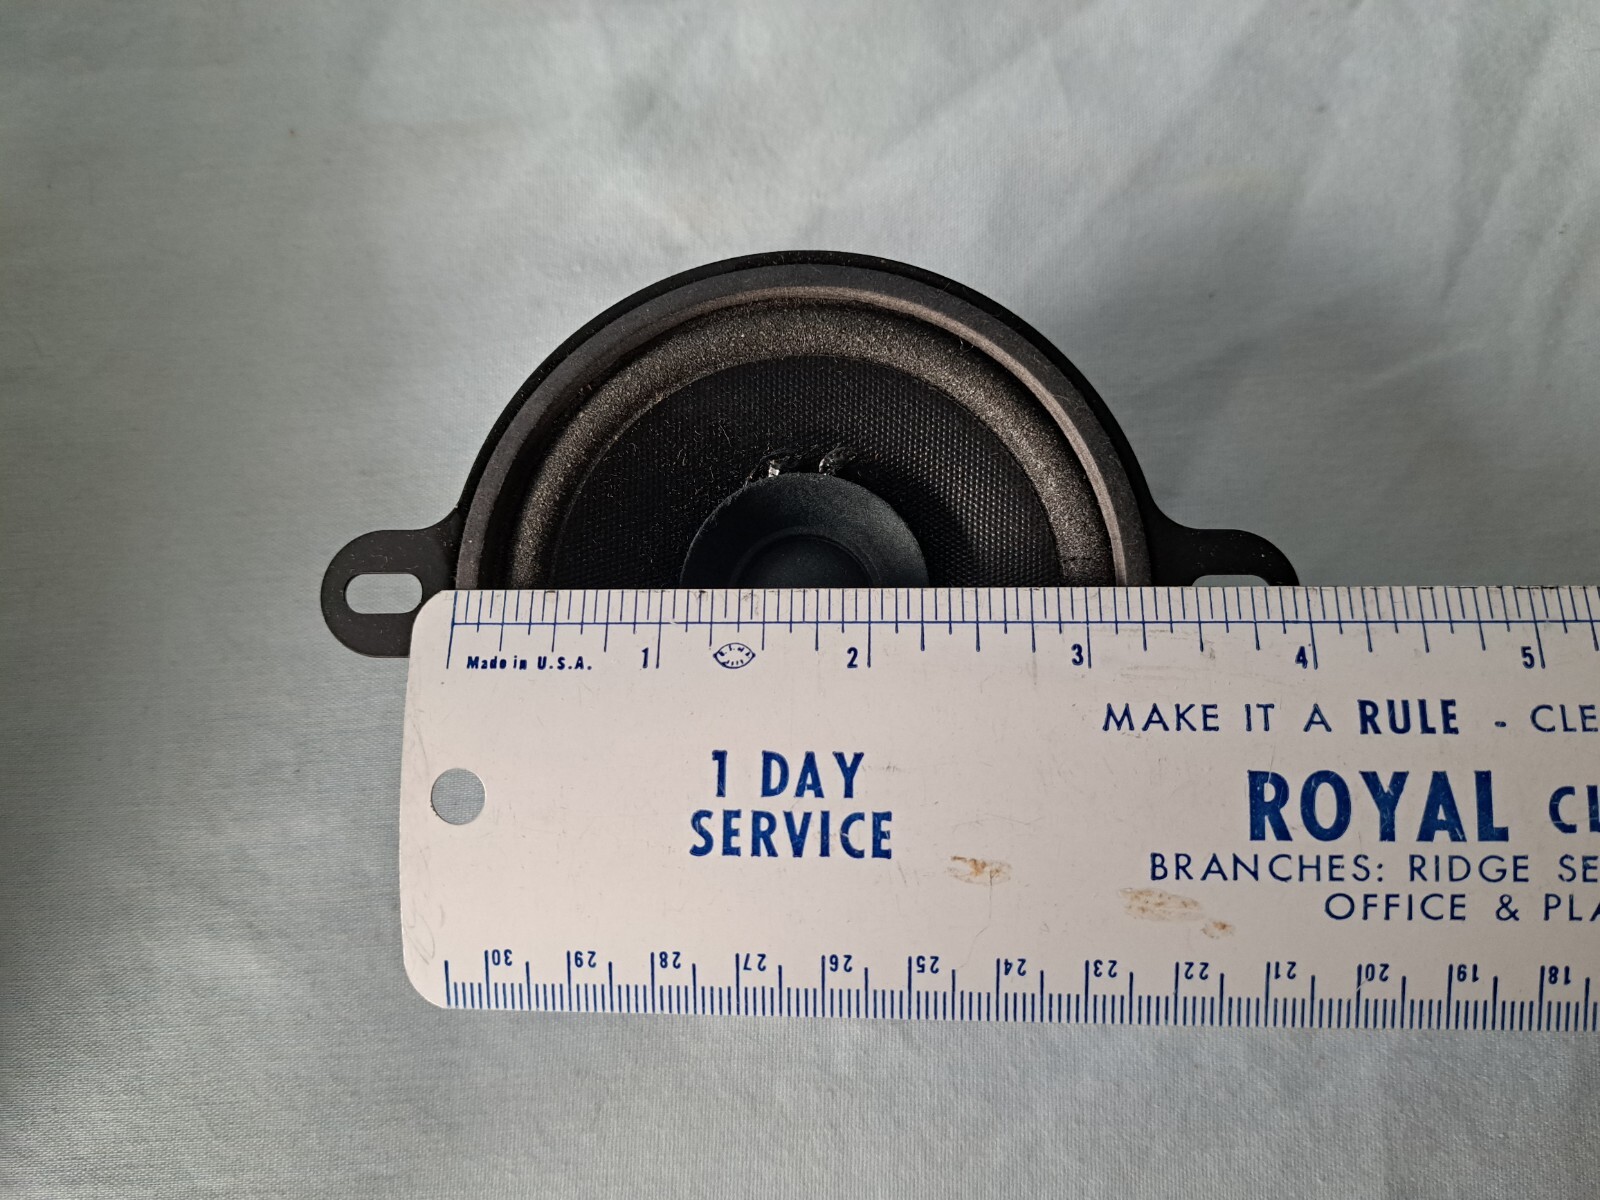 1 2 3 4 5
Made in U.S.A.
MAKE IT A RULE - CLE
1 DAY
SERVICE
ROYAL CL
BRANCHES: RIDGE SE
OFFICE & PLA
30 29 28 27 26 25 24 23 22 21 20 19 18